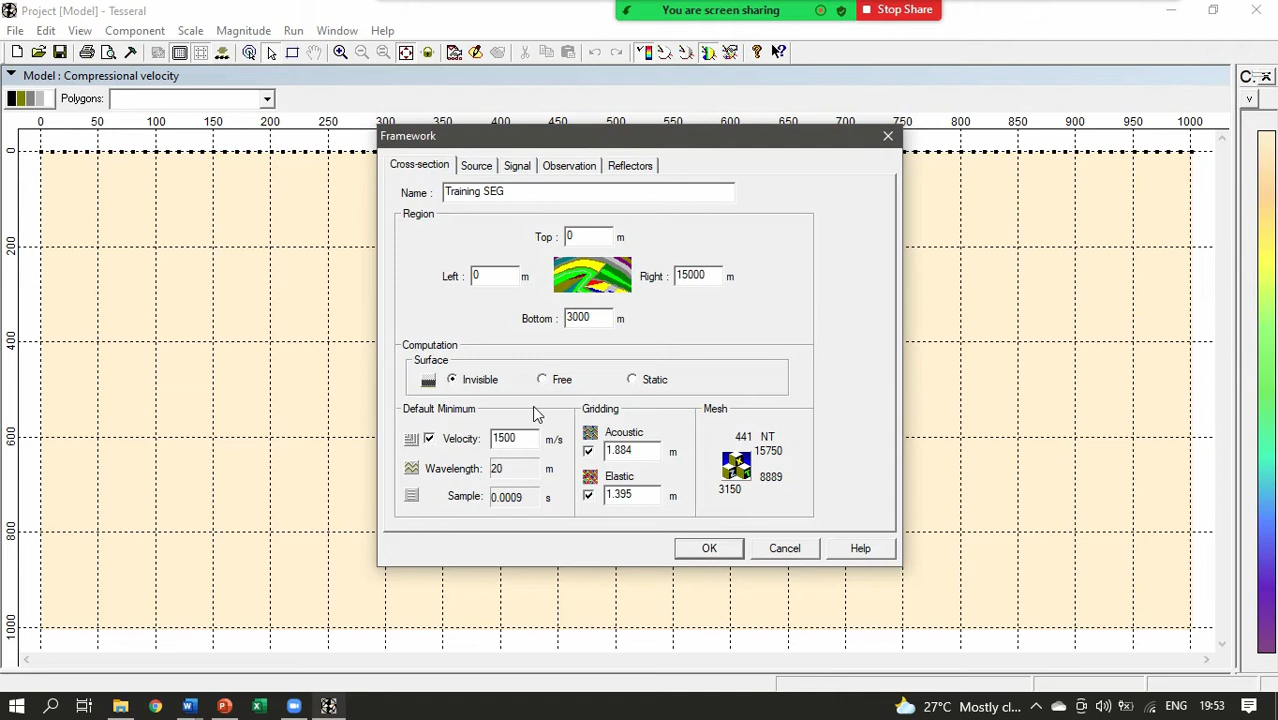 Project [Model] - Tesseral
You are screen sharing
Stop Share
File Edit View Component Scale Magnitude Run Window Help
Model : Compressional velocity
C:
Polygons:
v
0 50 100 150 200 250 300 350 400 450 500 550 600 650 700 750 800 850 900 950 1000
0
200
400
600
800
1000
Framework
Cross-section Source Signal Observation Reflectors
Name : Training SEG
Region
Top : 0 m
Left : 0 m
Right : 15000 m
Bottom : 3000 m
Computation
Surface
Invisible Free Static
Default Minimum
Velocity: 1500 m/s
Wavelength: 20 m
Sample: 0.0009 s
Gridding
Acoustic
1.884 m
Elastic
1.395 m
Mesh
441 NT
15750
8889
3150
OK Cancel Help
27°C Mostly cl...
ENG
19:53